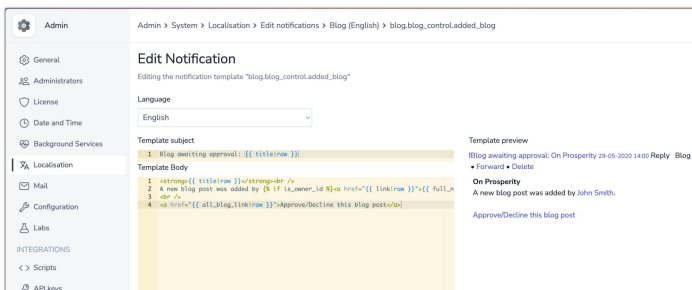 Admin
Admin > System > Localisation > Edit notifications > Blog (English) > blog.blog_control.added_blog
General
Administrators
License
Date and Time
Background Services
Localisation
Mail
Configuration
Labs
INTEGRATIONS
Scripts
API keys
Edit Notification
Editing the notification template "blog.blog_control.added_blog"
Language
English
Template subject
1 Blog awaiting approval: {{ title|raw }}
Template Body
1 <strong>{{ title|raw }}</strong><br />
2 A new blog post was added by {% if is_owner_id %}<a href="{{ link|raw }}">{{ full_n
3 <br />
4 <a href="{{ all_blog_link|raw }}">Approve/Decline this blog post</a>
Template preview
!Blog awaiting approval: On Prosperity 29-05-2020 14:00 Reply Blog
• Forward • Delete
On Prosperity
A new blog post was added by John Smith.
Approve/Decline this blog post